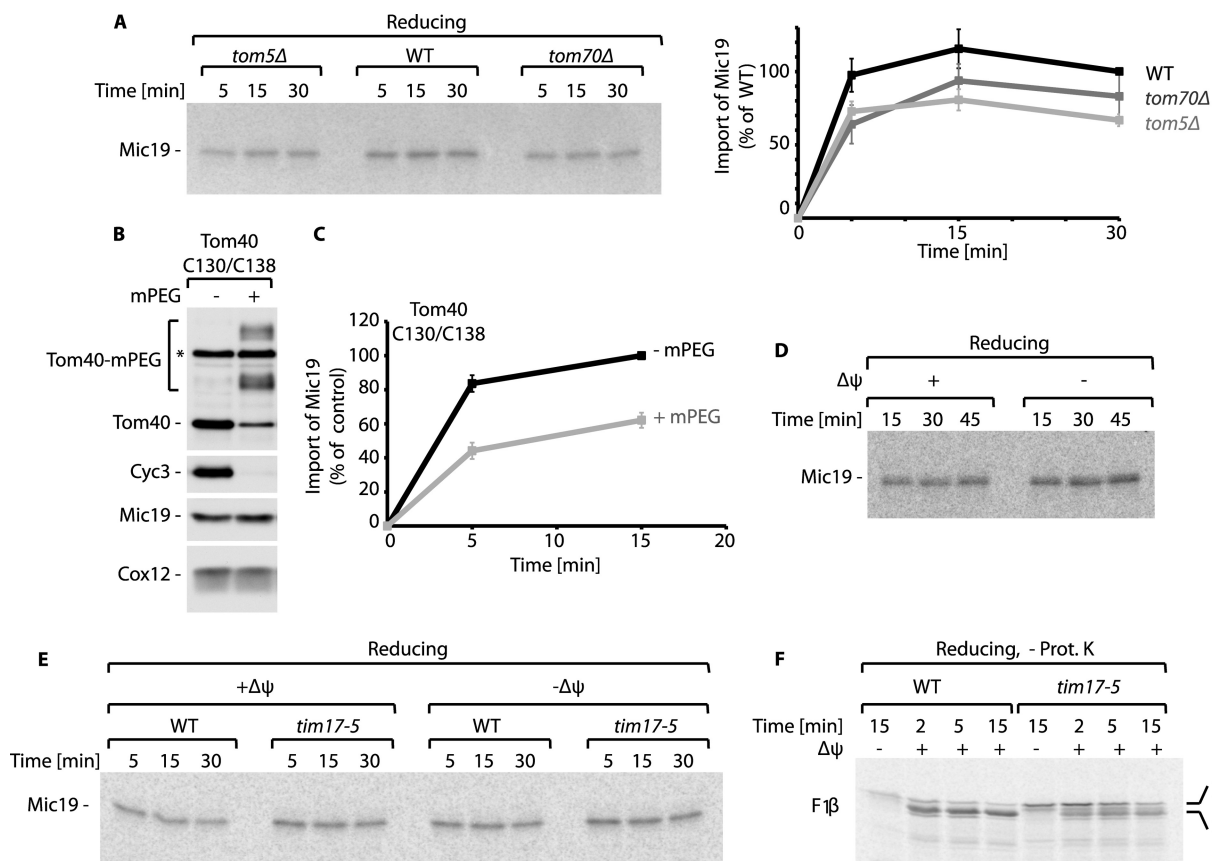 A
Reducing
tom5Δ WT tom70Δ
Time [min] 5 15 30 5 15 30 5 15 30
Mic19 -
Import of Mic19
(% of WT)
100
50
0
0 15 30
Time [min]
WT
tom70Δ
tom5Δ
B
Tom40
C130/C138
mPEG - +
Tom40-mPEG *
Tom40 -
Cyc3 -
Mic19 -
Cox12 -
C
Tom40
C130/C138
Import of Mic19
(% of control)
120
100
80
60
40
20
0
0 5 10 15 20
Time [min]
- mPEG
+ mPEG
D
Reducing
Δψ + -
Time [min] 15 30 45 15 30 45
Mic19 -
E
Reducing
+Δψ -Δψ
WT tim17-5 WT tim17-5
Time [min] 5 15 30 5 15 30 5 15 30 5 15 30
Mic19 -
F
Reducing, - Prot. K
WT tim17-5
Time [min] 15 2 5 15 15 2 5 15
Δψ - + + + - + + +
F1β